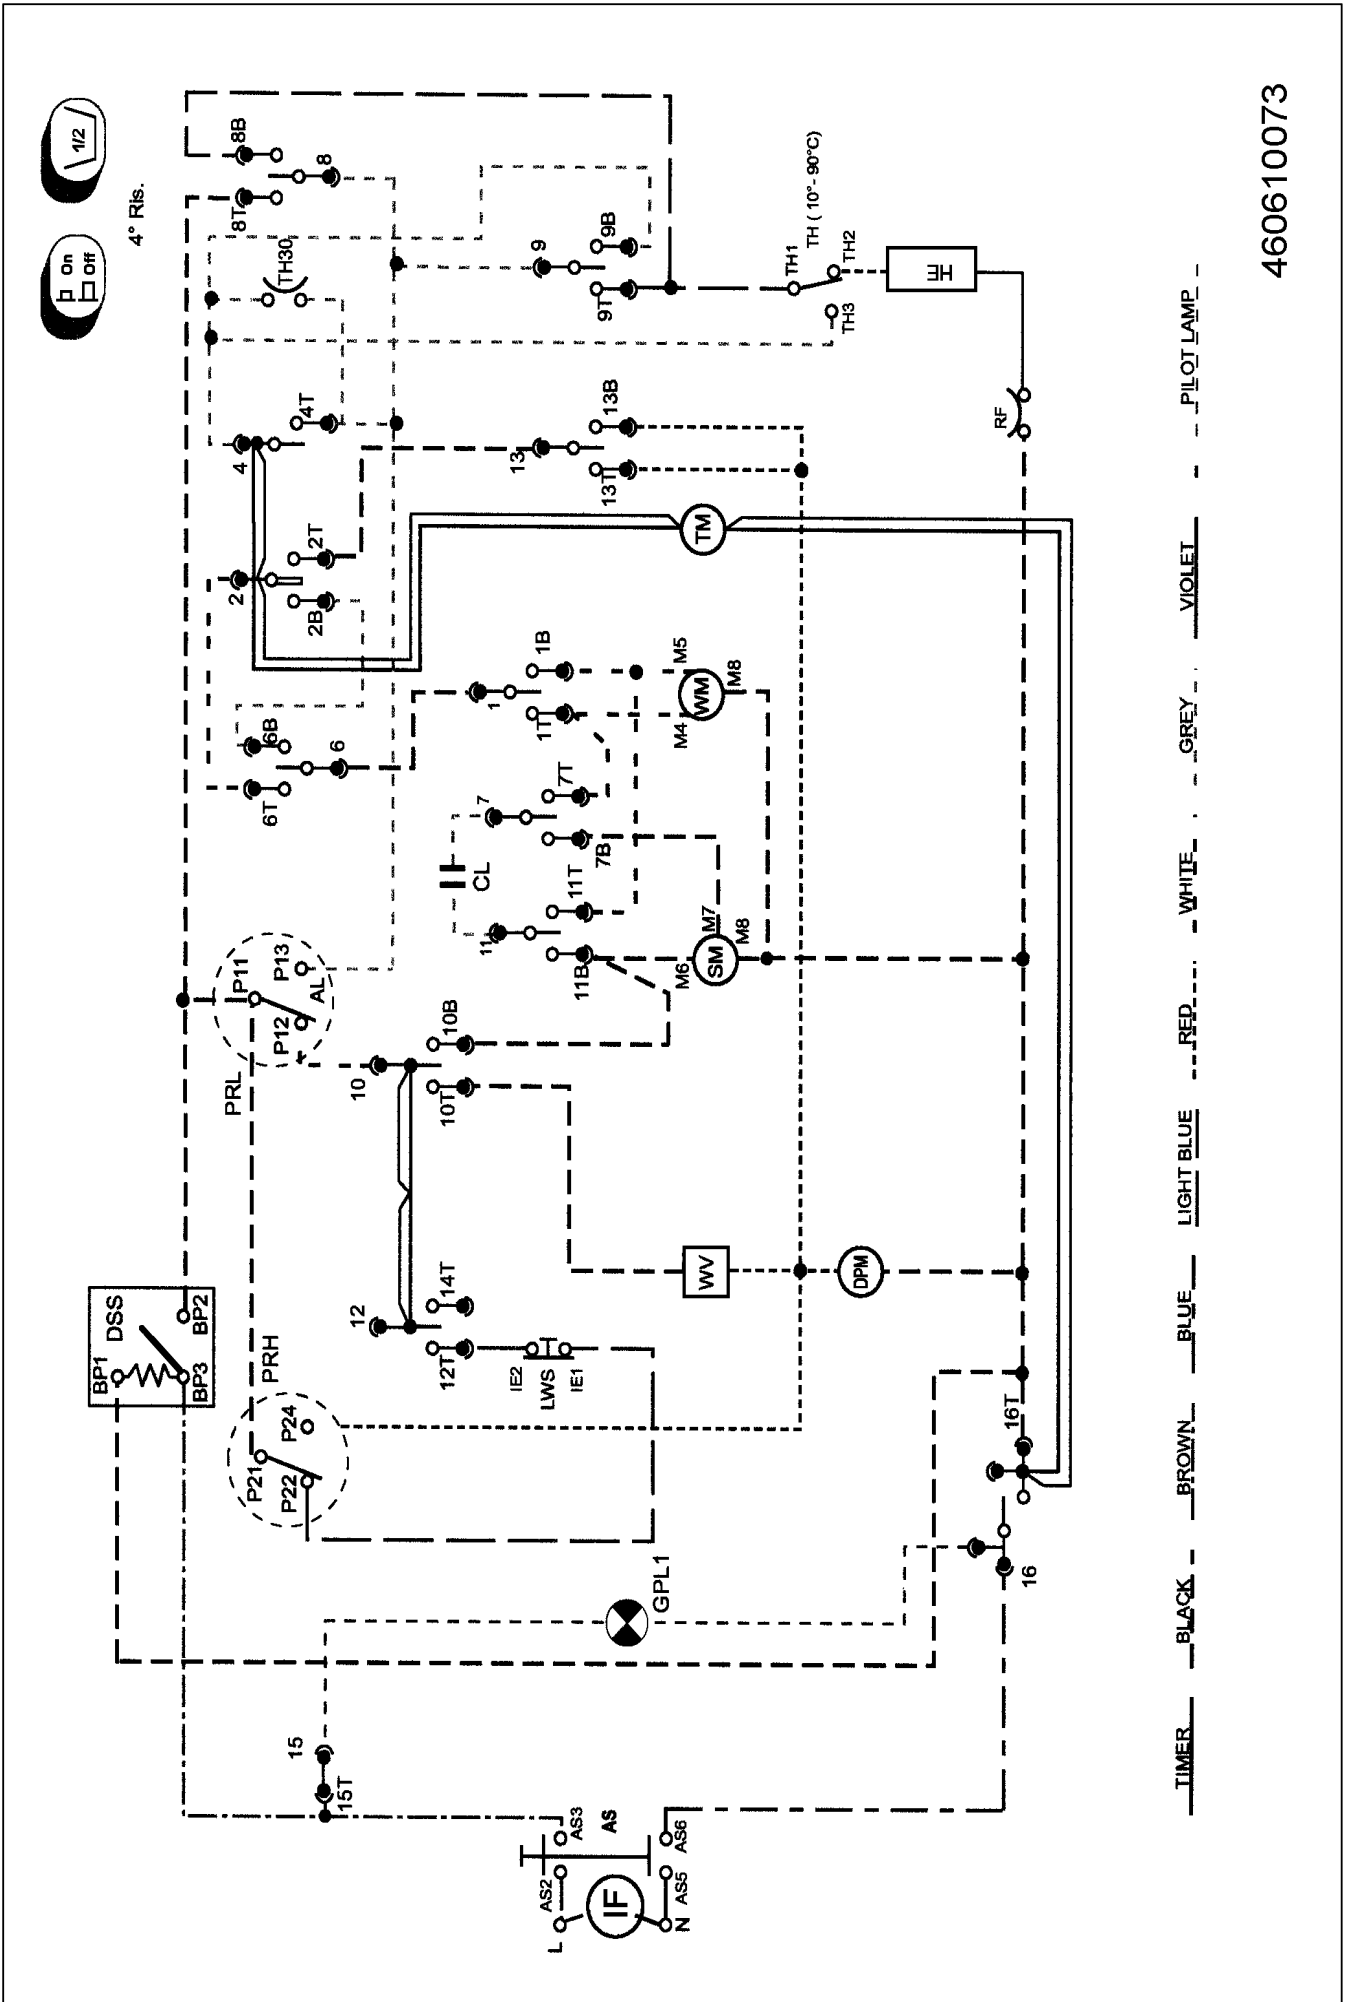 On
Off
1/2
4° Ris.
BP1
DSS
BP3
BP2
PRH
P21
P22
P24
PRL
P11
P12
P13
AL
6T
6B
6
2
2B
2T
4
4T
TH30
8T
8B
8
15
15T
12
12T
14T
10
10T
10B
11
11B
11T
CL
7
7B
7T
1
1T
1B
13
13T
13B
9
9T
9B
IE2
LWS
IE1
L
AS2
AS3
AS
IF
N
AS5
AS6
GPL1
WV
DPM
M6
SM
M7
M8
M4
WM
M5
M8
TM
TH1
TH ( 10°- 90°C)
TH2
TH3
HE
RF
16
16T
TIMER
BLACK
BROWN
BLUE
LIGHT BLUE
RED
WHITE
GREY
VIOLET
PILOT LAMP
460610073